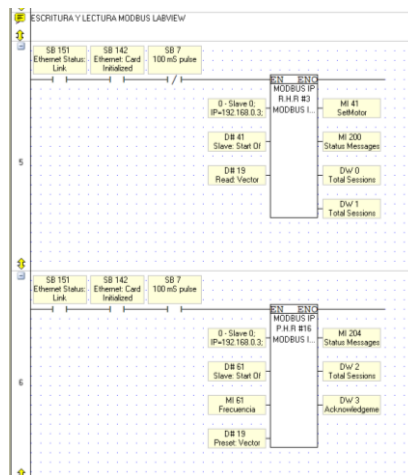 ESCRITURA Y LECTURA MODBUS LABVIEW
SB 151
Ethernet Status:
Link
SB 142
Ethernet: Card
Initialized
SB 7
100 mS pulse
EN ENO
MODBUS IP
R.H.R #3
MODBUS I...
0 - Slave 0;
IP=192.168.0.3;
D# 41
Slave: Start Of
D# 19
Read: Vector
MI 41
SetMotor
MI 200
Status Messages
DW 0
Total Sessions
DW 1
Total Sessions
5
SB 151
Ethernet Status:
Link
SB 142
Ethernet: Card
Initialized
SB 7
100 mS pulse
EN ENO
MODBUS IP
P.H.R #16
MODBUS I...
0 - Slave 0;
IP=192.168.0.3;
D# 61
Slave: Start Of
MI 61
Frecuencia
D# 19
Preset: Vector
MI 204
Status Messages
DW 2
Total Sessions
DW 3
Acknowledgeme
6